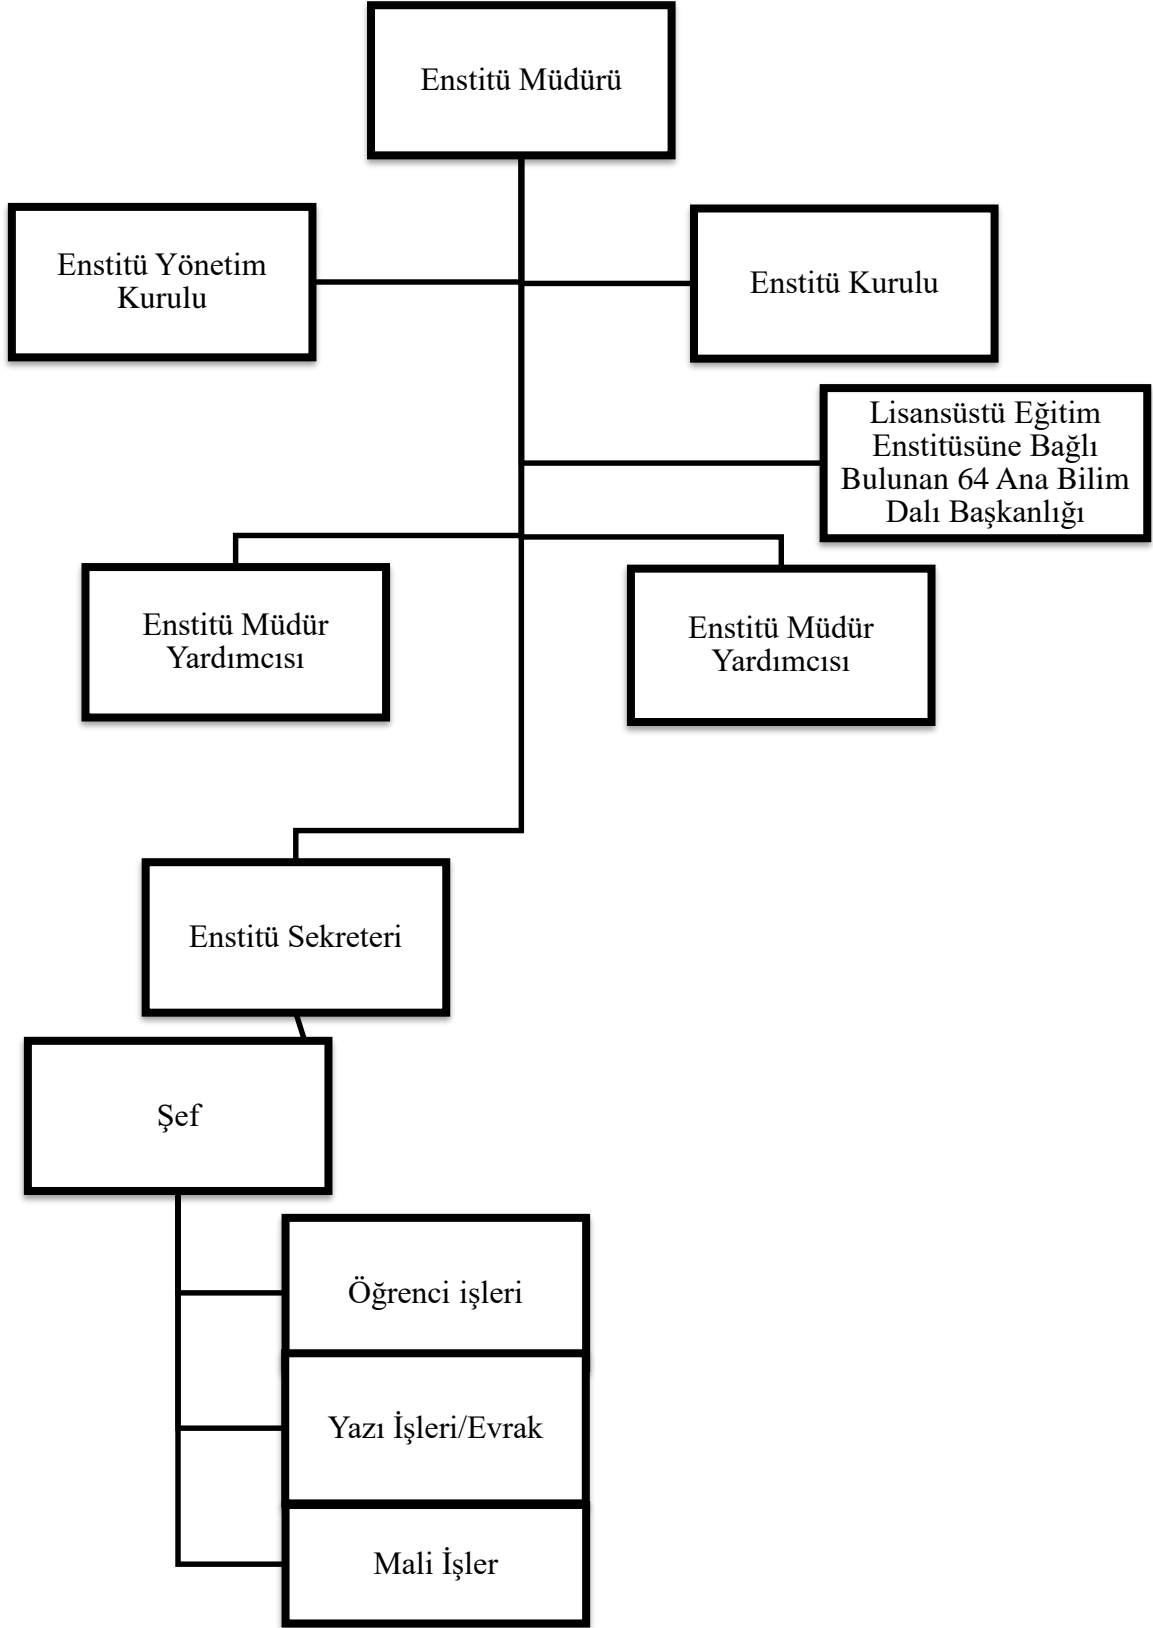 Enstitü Müdürü
Enstitü Yönetim
Kurulu
Enstitü Kurulu
Lisansüstü Eğitim
Enstitüsüne Bağlı
Bulunan 64 Ana Bilim
Dalı Başkanlığı
Enstitü Müdür
Yardımcısı
Enstitü Müdür
Yardımcısı
Enstitü Sekreteri
Şef
Öğrenci işleri
Yazı İşleri/Evrak
Mali İşler